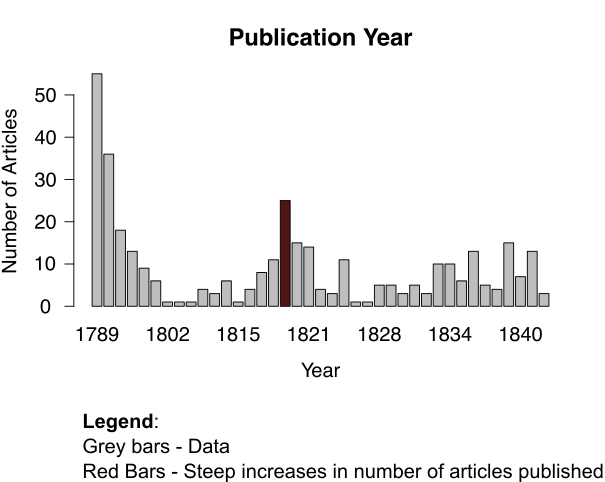 Publication Year
Number of Articles
50
40
30
20
10
0
1789 1802 1815 1821 1828 1834 1840
Year
Legend:
Grey bars - Data
Red Bars - Steep increases in number of articles published